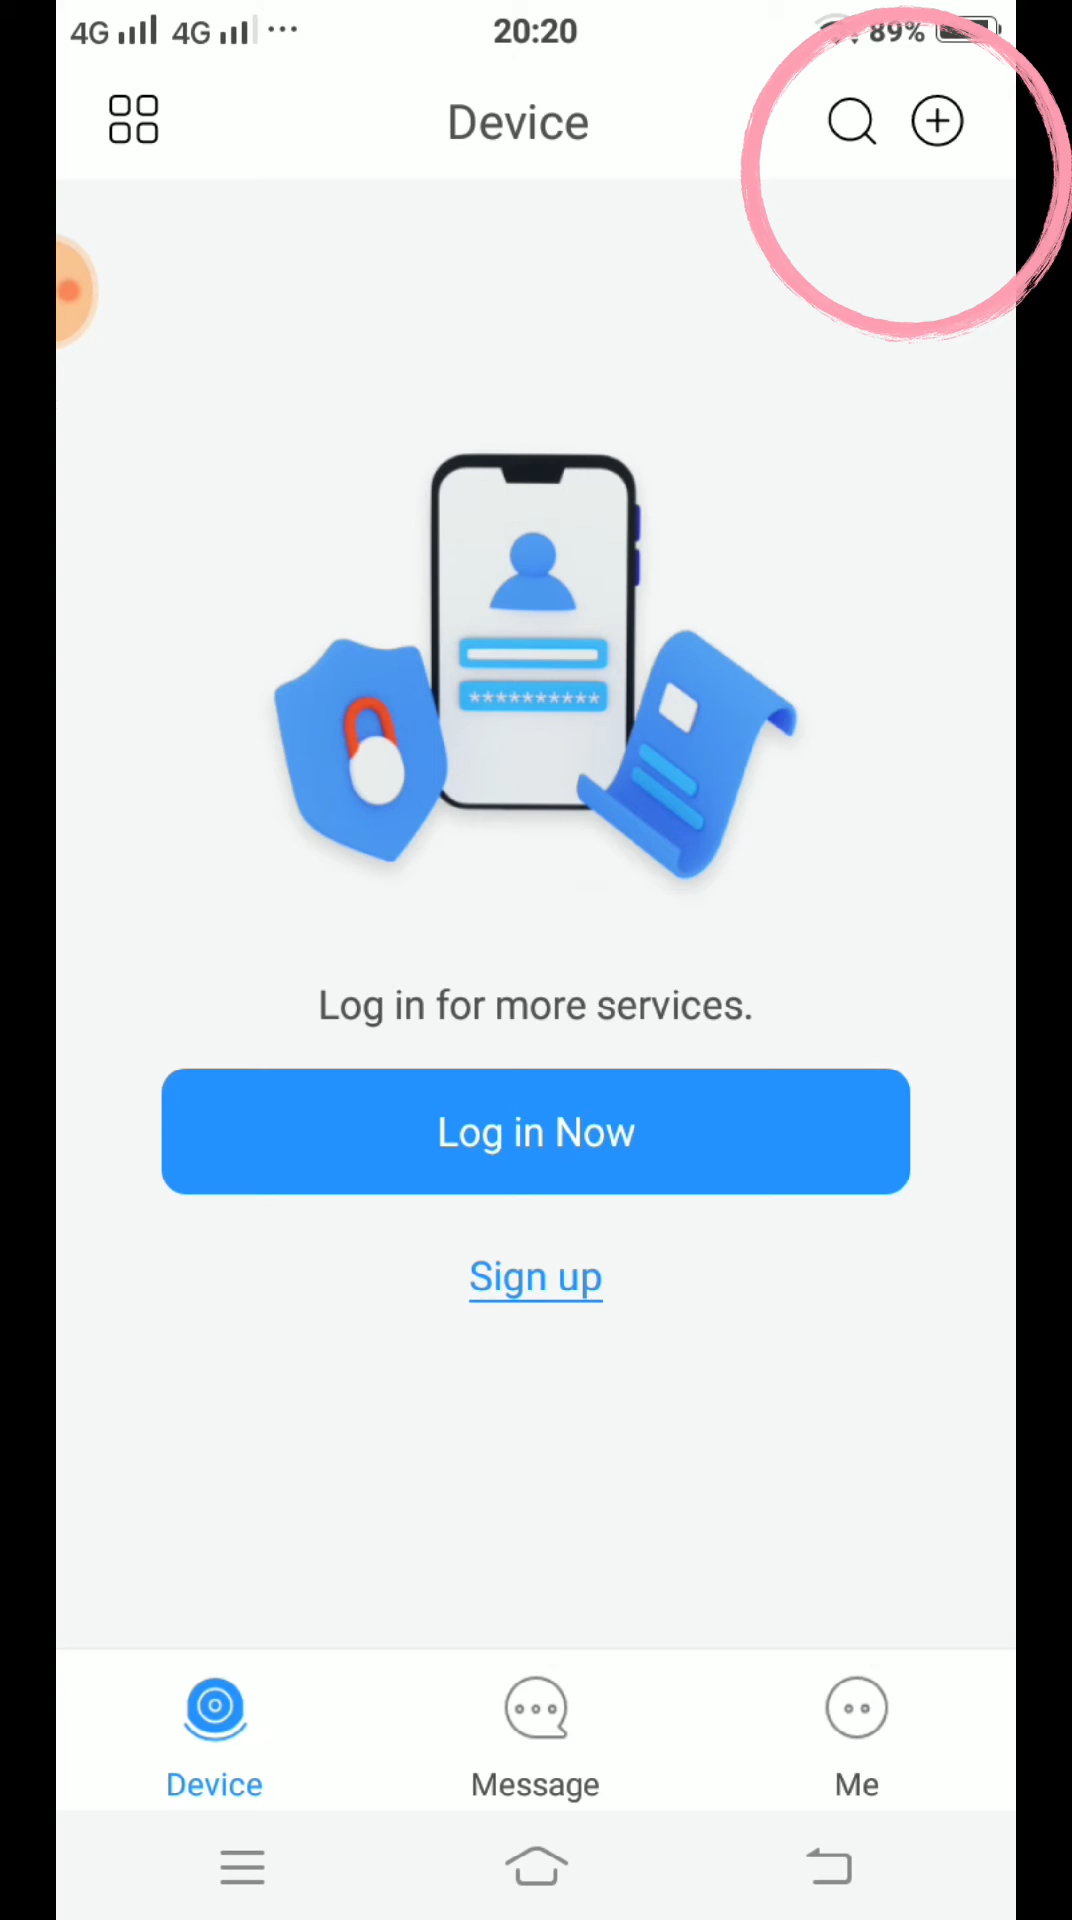 4G 4G ... 20:20 89%
Device
**********
Log in for more services.
Log in Now
Sign up
Device Message Me